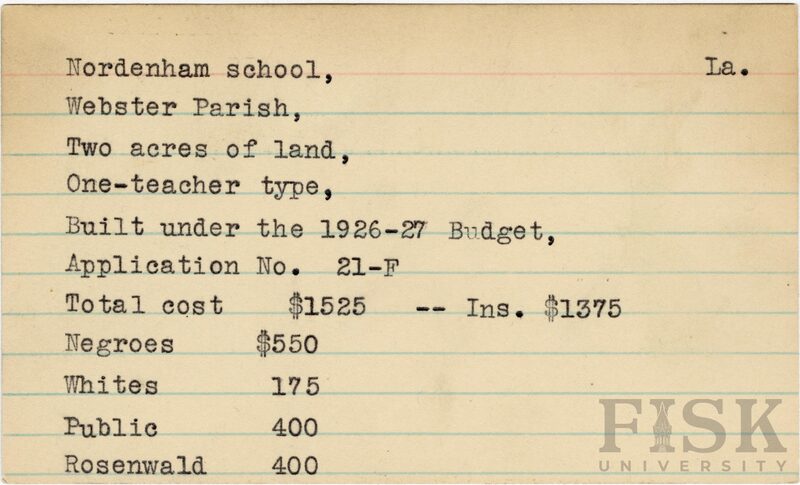 Nordenham school, La.
Webster Parish,
Two acres of land,
One-teacher type,
Built under the 1926-27 Budget,
Application No. 21-F
Total cost $1525 -- Ins. $1375
Negroes $550
Whites 175
Public 400
Rosenwald 400
FISK
UNIVERSITY